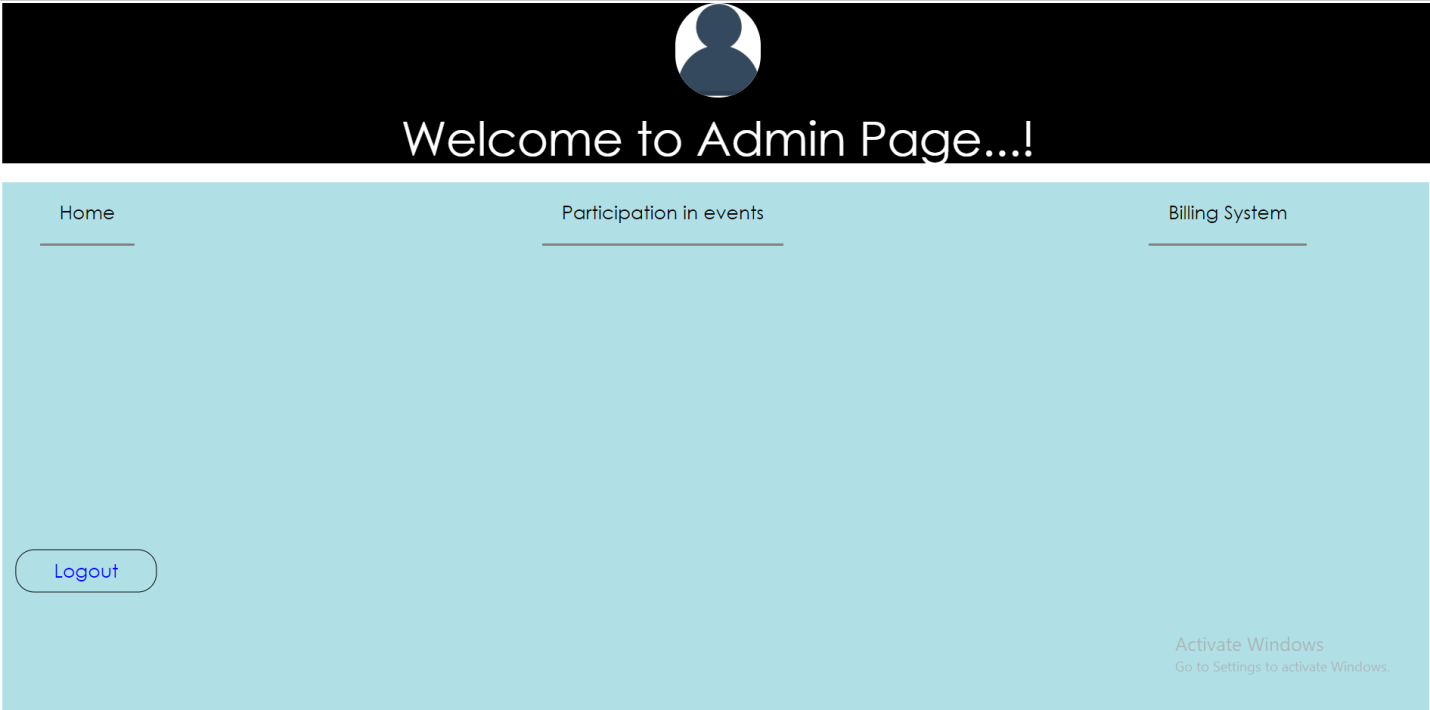 Welcome to Admin Page...!
Home Participation in events Billing System
Logout
Activate Windows
Go to Settings to activate Windows.